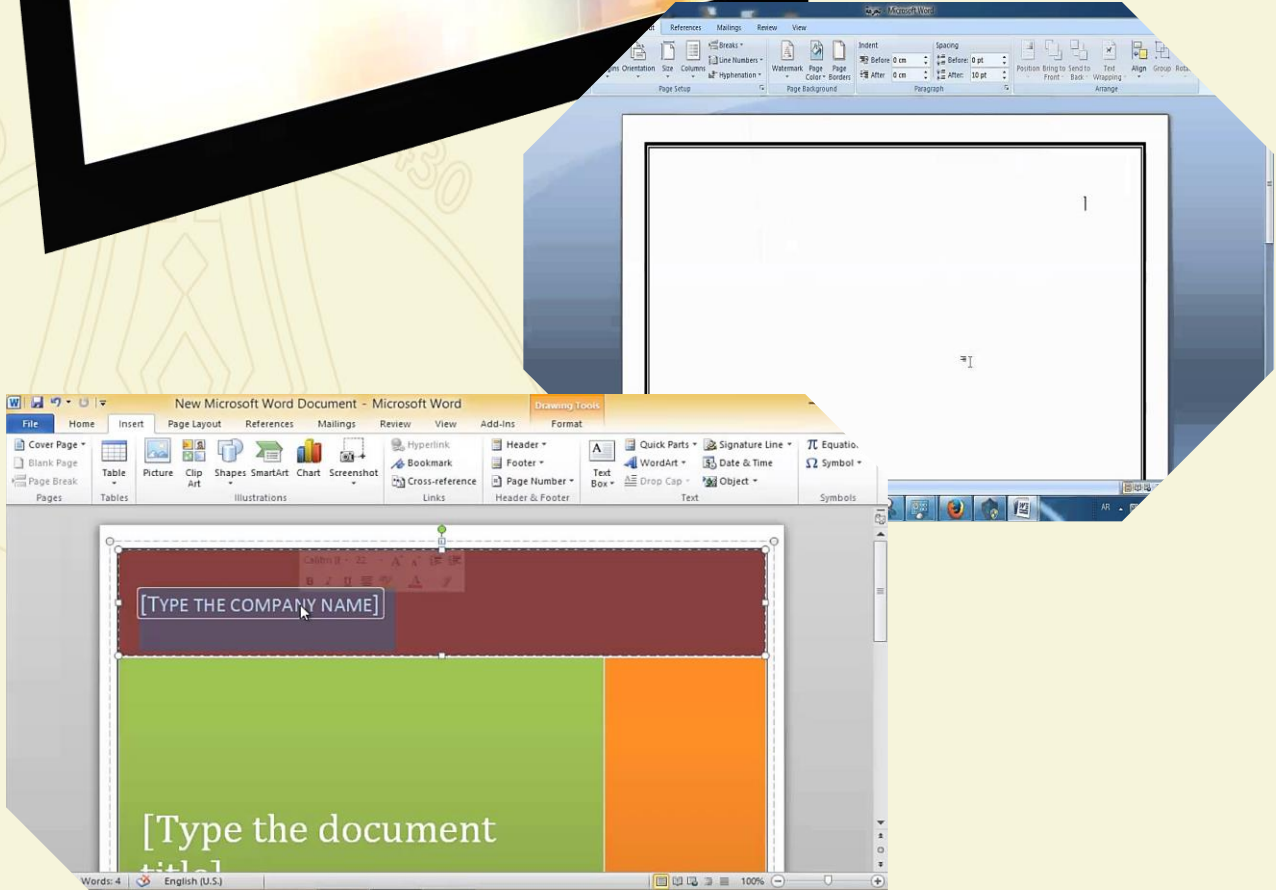 430
Microsoft Word
References Mailings Review View
Breaks
Line Numbers
Hyphenation
Orientation Size Columns
Watermark Page Color Page Borders
Indent
Before 0 cm
After 0 cm
Spacing
Before: 0 pt
After: 10 pt
Position Bring to Front Send to Back Text Wrapping Align Group
Page Setup Page Background Paragraph Arrange
AR
New Microsoft Word Document - Microsoft Word
Drawing Tools
File Home Insert Page Layout References Mailings Review View Add-Ins Format
Cover Page
Blank Page
Page Break
Table
Picture Clip Art Shapes SmartArt Chart Screenshot
Hyperlink
Bookmark
Cross-reference
Header
Footer
Page Number
Text Box
Quick Parts
WordArt
Drop Cap
Signature Line
Date & Time
Object
π Equatio
Ω Symbol
Pages Tables Illustrations Links Header & Footer Text Symbols
[TYPE THE COMPANY NAME]
[Type the document
title]
Words: 4 English (U.S.) 100%